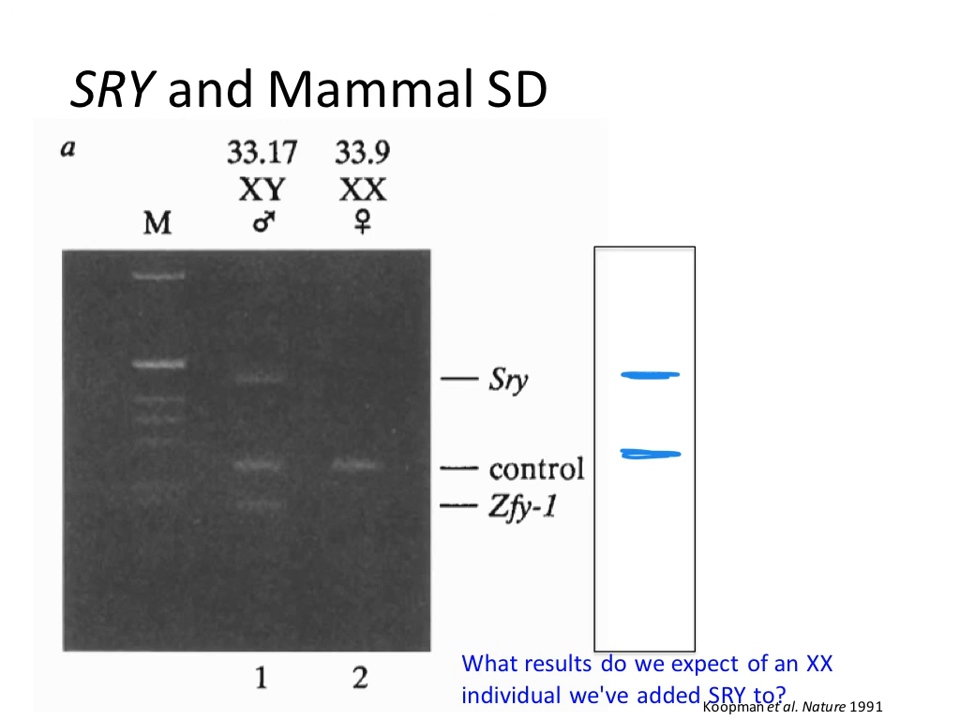 SRY and Mammal SD
a
33.17 33.9
XY XX
M ♂ ♀
Sry
control
Zfy-1
1 2
What results do we expect of an XX
individual we've added SRY to?
Koopman et al. Nature 1991